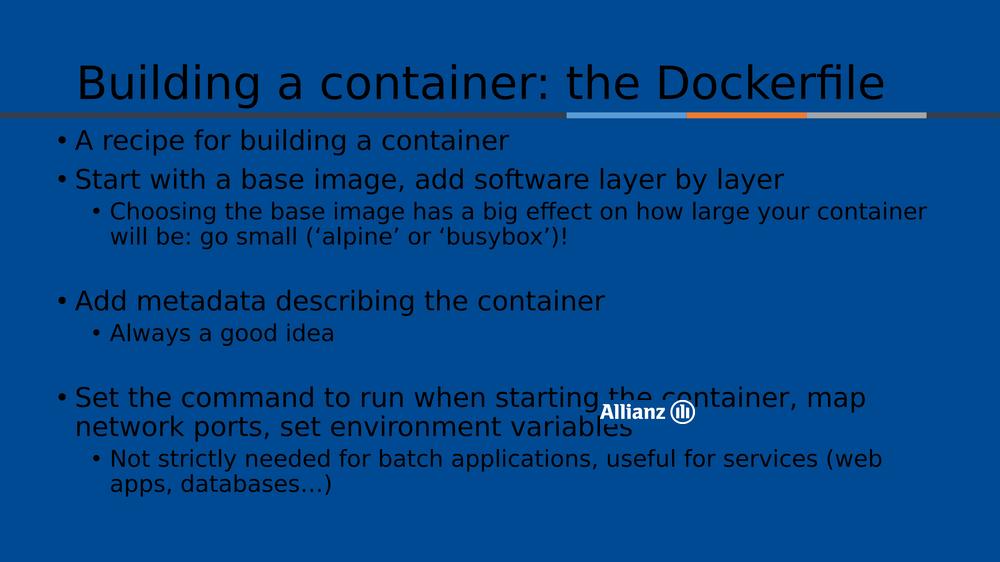 Building a container: the Dockerfile
• A recipe for building a container
• Start with a base image, add software layer by layer
• Choosing the base image has a big effect on how large your container
will be: go small (‘alpine’ or ‘busybox’)!
• Add metadata describing the container
• Always a good idea
• Set the command to run when starting the container, map
Allianz
network ports, set environment variables
• Not strictly needed for batch applications, useful for services (web
apps, databases…)